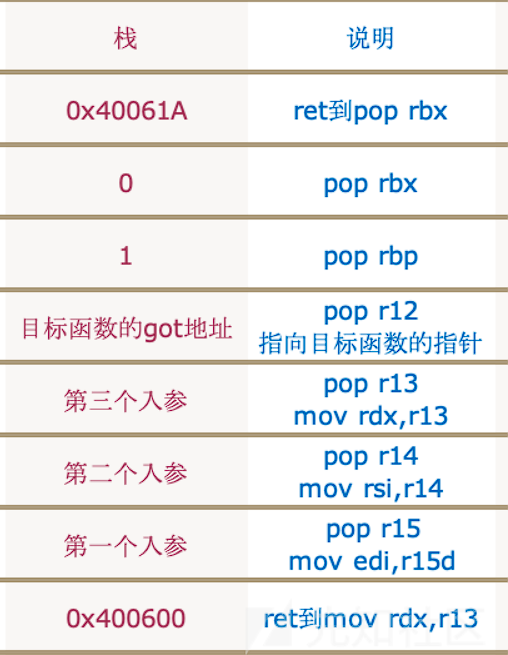 栈 说明
0x40061A ret到pop rbx
0 pop rbx
1 pop rbp
目标函数的got地址 pop r12
指向目标函数的指针
第三个入参 pop r13
mov rdx,r13
第二个入参 pop r14
mov rsi,r14
第一个入参 pop r15
mov edi,r15d
0x400600 ret到mov rdx,r13